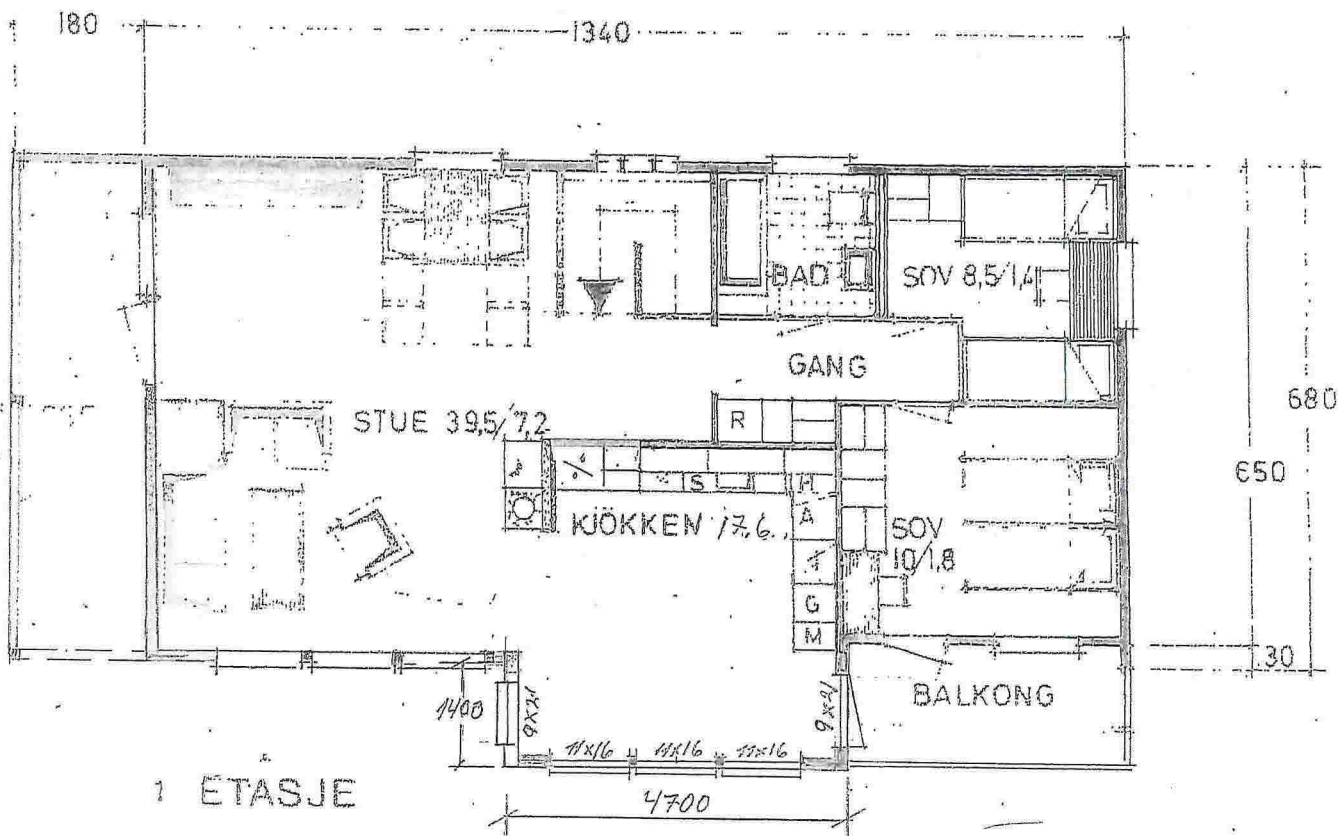 180
1340
BAD
SOV 8,5/1,4
GANG
680
STUE 39,5/7,2
R
650
%
S
H
KJÖKKEN 17.6.
A
SOV
10/1,8
T
G
M
30
BALKONG
1400
9x21
9x21
11x16
11x16
11x16
1 ETASJE
4700